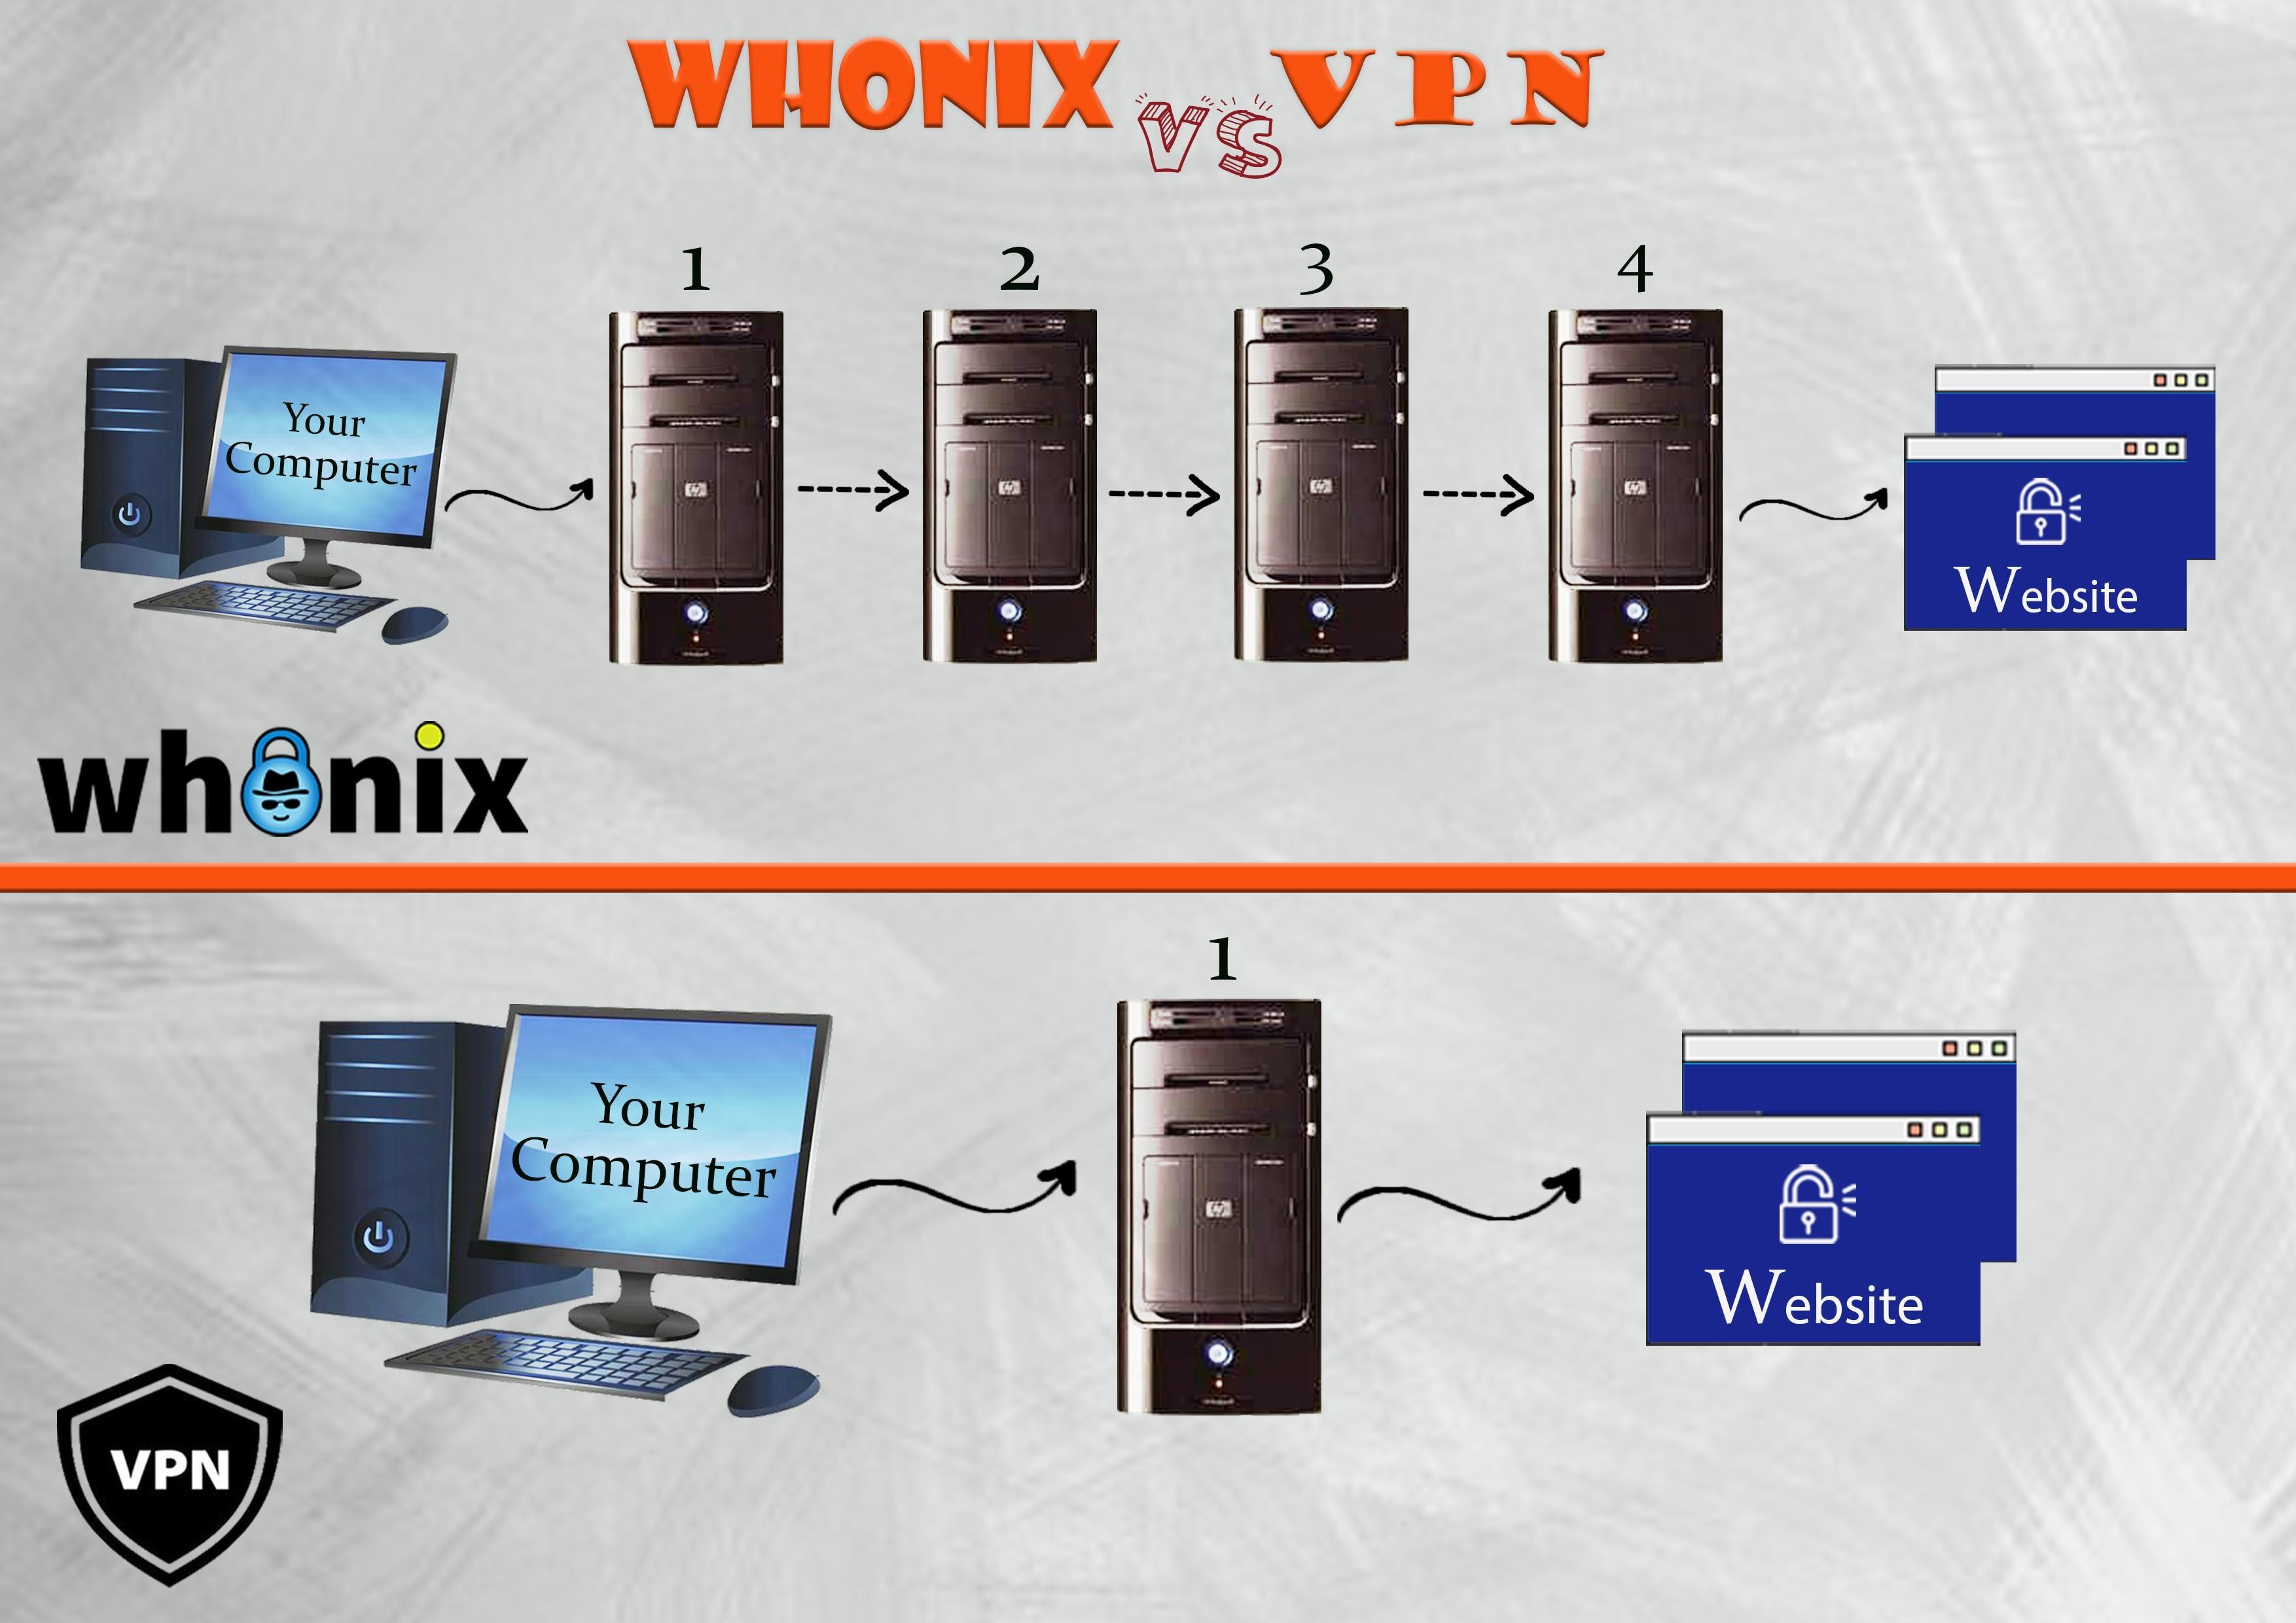 WHONIX VS VPN
1 2 3 4
Your
Computer
Website
whonix
1
Your
Computer
Website
VPN